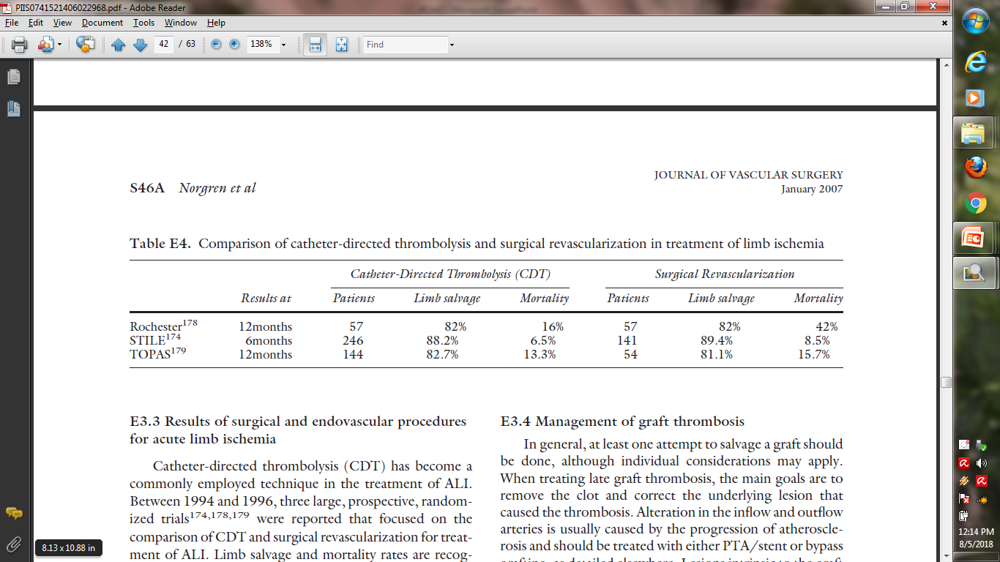 PIIS0741521406022968.pdf - Adobe Reader
File Edit View Document Tools Window Help
42 / 63 138% Find
S46A Norgren et al
JOURNAL OF VASCULAR SURGERY
January 2007
Table E4. Comparison of catheter-directed thrombolysis and surgical revascularization in treatment of limb ischemia
Catheter-Directed Thrombolysis (CDT) Surgical Revascularization
Results at Patients Limb salvage Mortality Patients Limb salvage Mortality
Rochester178 12months 57 82% 16% 57 82% 42%
STILE174 6months 246 88.2% 6.5% 141 89.4% 8.5%
TOPAS179 12months 144 82.7% 13.3% 54 81.1% 15.7%
E3.3 Results of surgical and endovascular procedures
for acute limb ischemia
Catheter-directed thrombolysis (CDT) has become a
commonly employed technique in the treatment of ALI.
Between 1994 and 1996, three large, prospective, random-
ized trials174,178,179 were reported that focused on the
comparison of CDT and surgical revascularization for treat-
ment of ALI. Limb salvage and mortality rates are recog-
E3.4 Management of graft thrombosis
In general, at least one attempt to salvage a graft should
be done, although individual considerations may apply.
When treating late graft thrombosis, the main goals are to
remove the clot and correct the underlying lesion that
caused the thrombosis. Alteration in the inflow and outflow
arteries is usually caused by the progression of atheroscle-
rosis and should be treated with either PTA/stent or bypass
8.13 x 10.88 in
12:14 PM
8/5/2018